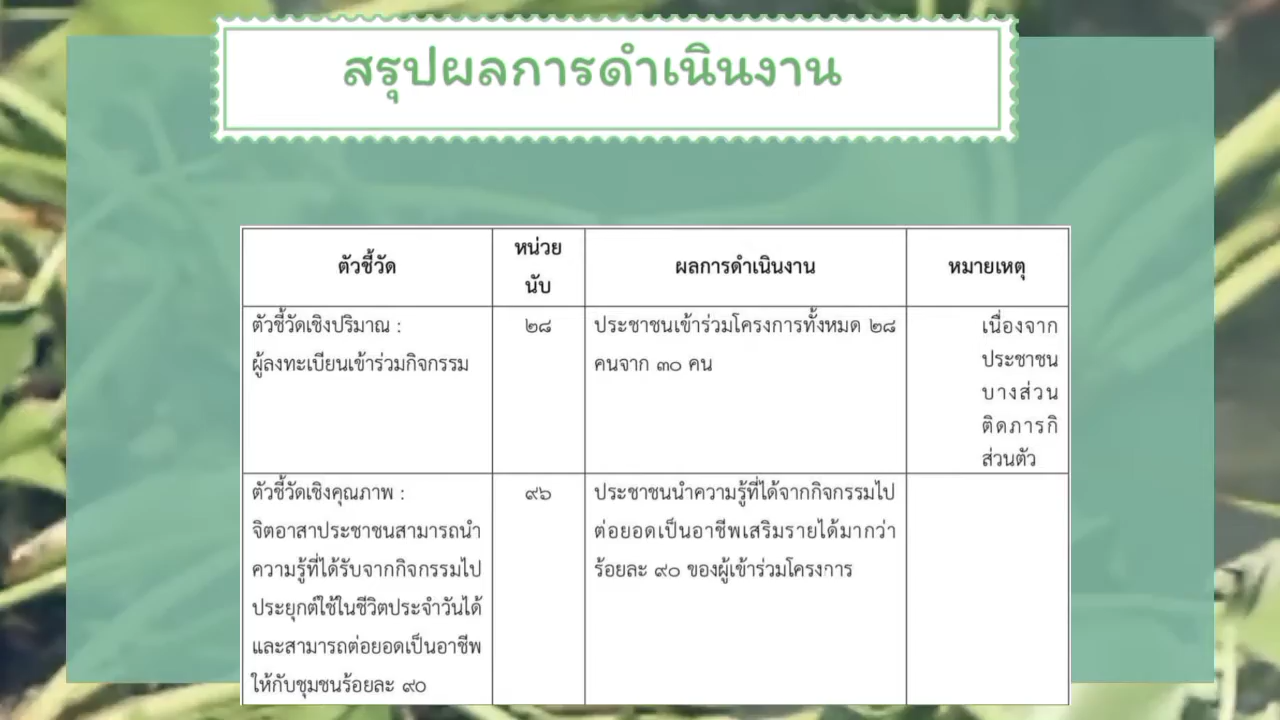 สรุปผลการดำเนินงาน
ตัวชี้วัด
หน่วย
นับ
ผลการดำเนินงาน
หมายเหตุ
ตัวชี้วัดเชิงปริมาณ :
ผู้ลงทะเบียนเข้าร่วมกิจกรรม
๒๘
ประชาชนเข้าร่วมโครงการทั้งหมด ๒๘
คนจาก ๓๐ คน
เนื่องจาก
ประชาชน
บางส่วน
ติดภารกิ
ส่วนตัว
ตัวชี้วัดเชิงคุณภาพ :
จิตอาสาประชาชนสามารถนำ
ความรู้ที่ได้รับจากกิจกรรมไป
ประยุกต์ใช้ในชีวิตประจำวันได้
และสามารถต่อยอดเป็นอาชีพ
ให้กับชุมชนร้อยละ ๙๐
๙๖
ประชาชนนำความรู้ที่ได้จากกิจกรรมไป
ต่อยอดเป็นอาชีพเสริมรายได้มากว่า
ร้อยละ ๙๐ ของผู้เข้าร่วมโครงการ